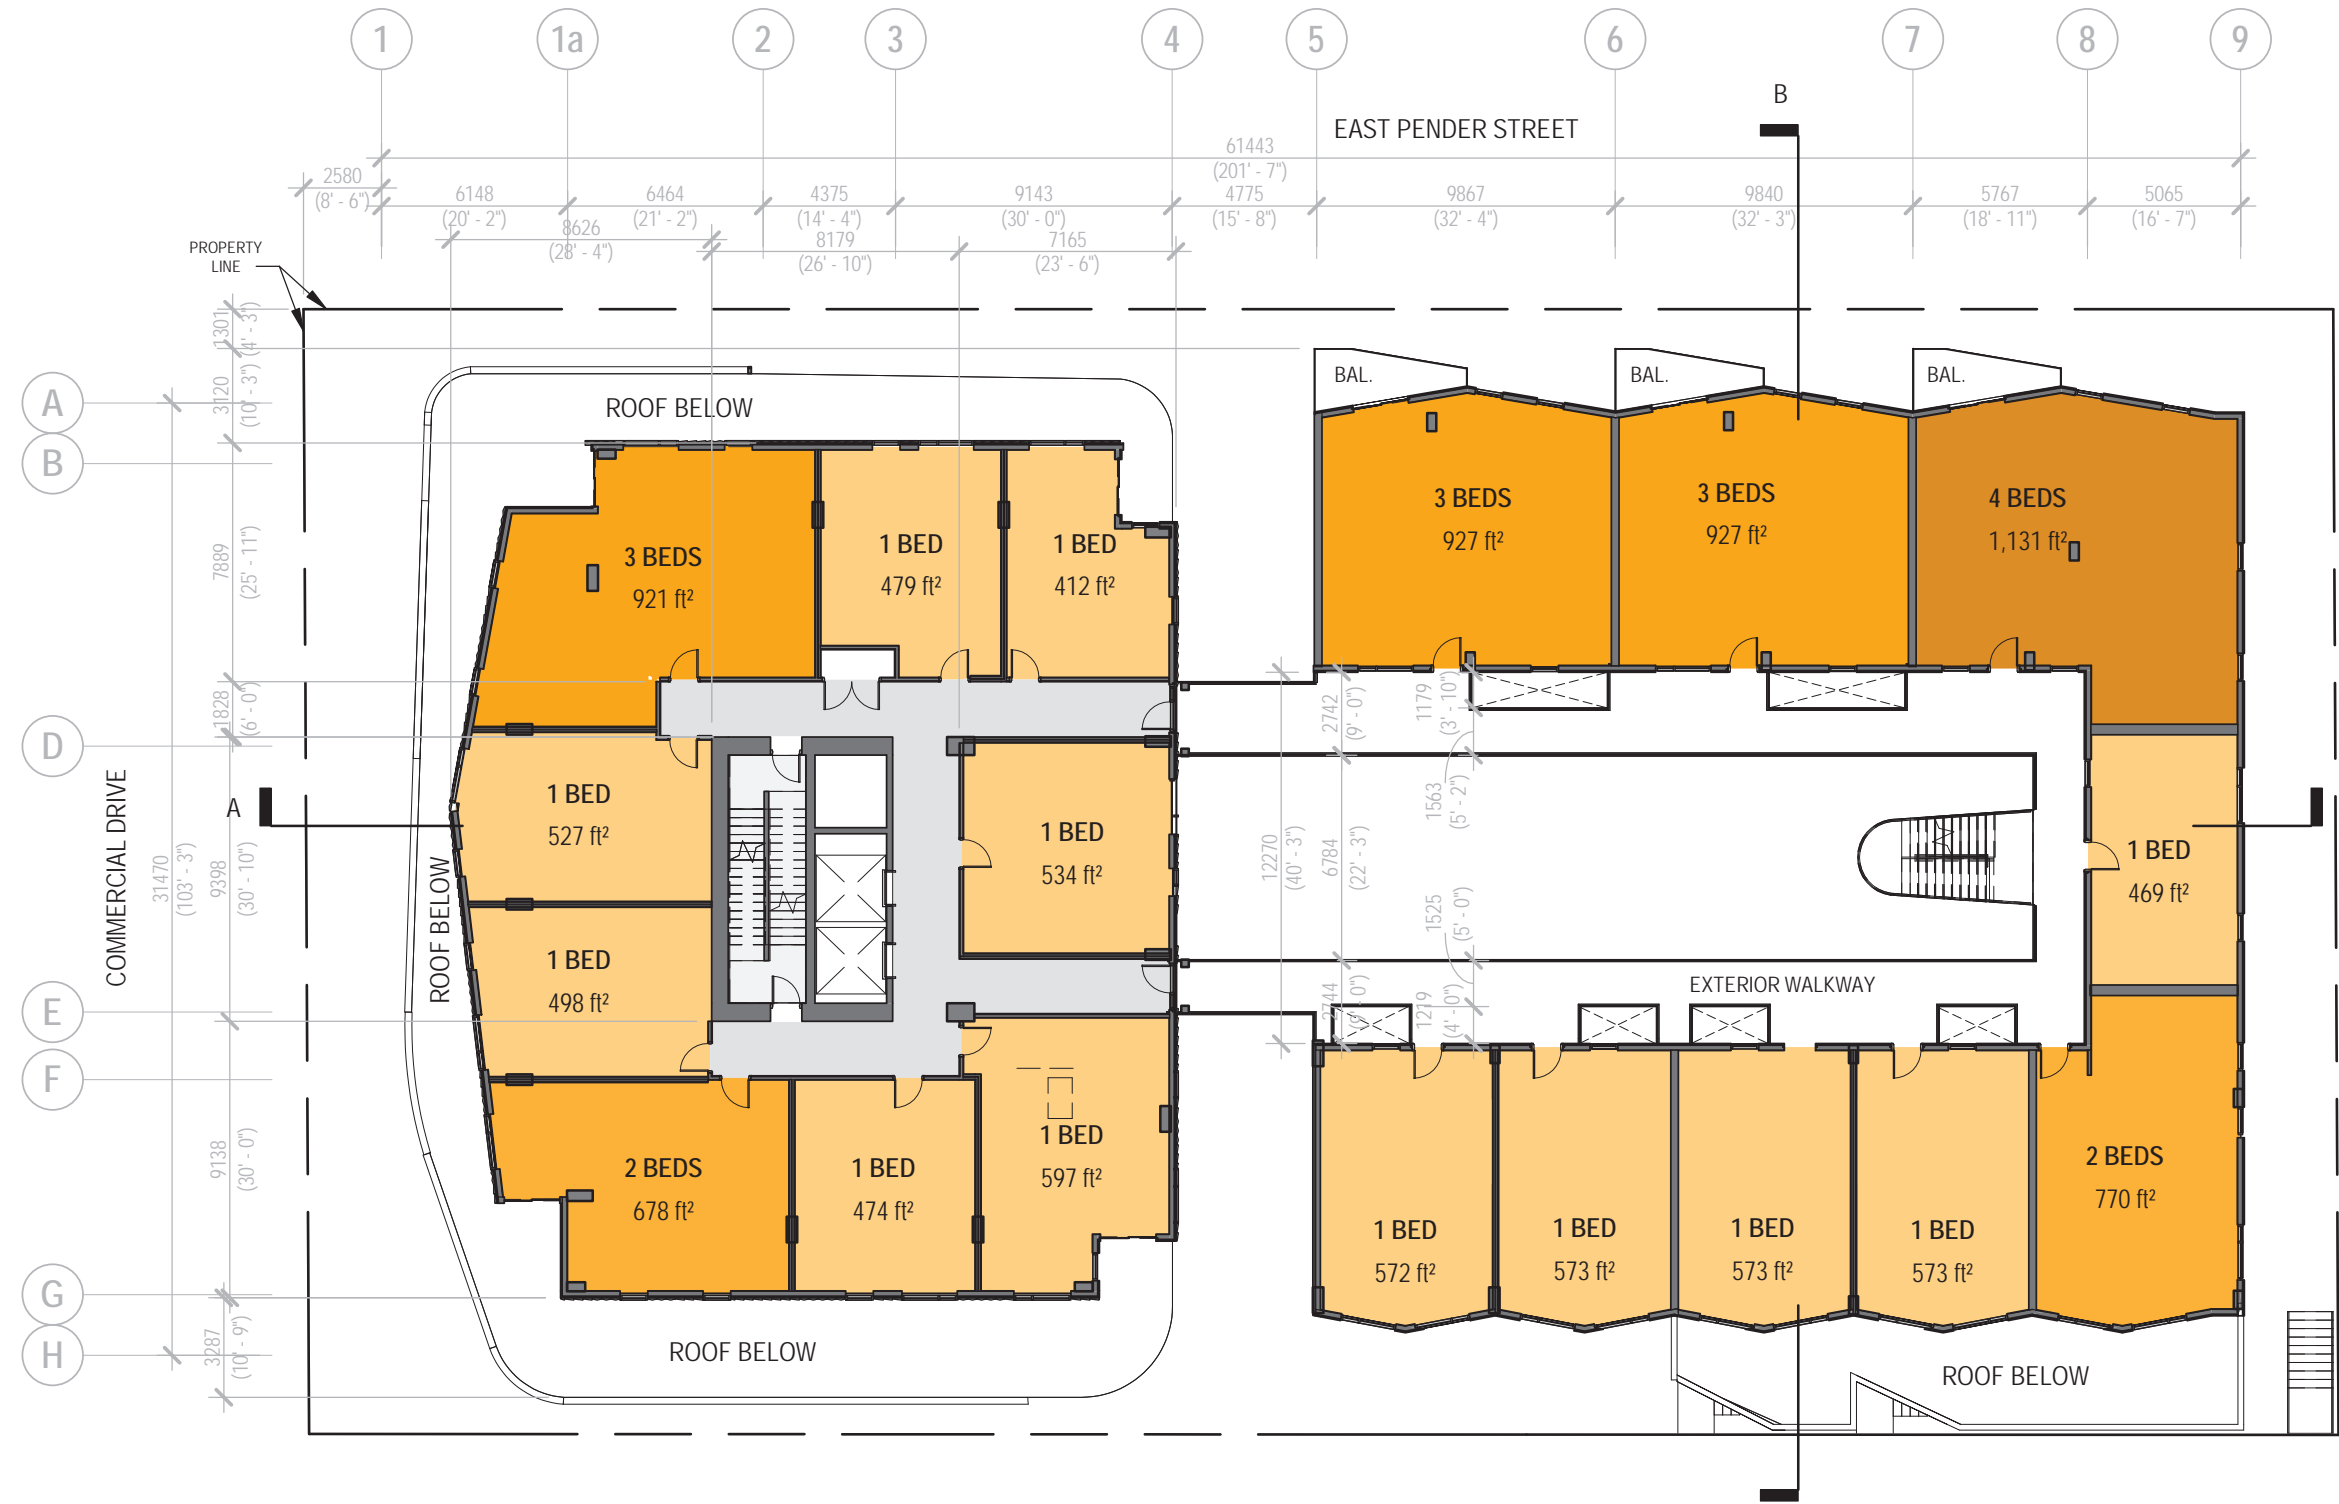 1
1a
2
3
4
5
6
7
8
9
B
EAST PENDER STREET
61443
(201' - 7")
2580
(8' - 6")
6148
(20' - 2")
6464
(21' - 2")
4375
(14' - 4")
9143
(30' - 0")
4775
(15' - 8")
9867
(32' - 4")
9840
(32' - 3")
5767
(18' - 11")
5065
(16' - 7")
8626
(28' - 4")
8179
(26' - 10")
7165
(23' - 6")
PROPERTY
LINE
1301
(4' - 3")
3120
(10' - 3")
7889
(25' - 11")
1828
(6' - 0")
31470
(103' - 3")
9398
(30' - 10")
9138
(30' - 0")
3287
(10' - 9")
A
B
D
E
F
G
H
COMMERCIAL DRIVE
A
ROOF BELOW
ROOF BELOW
ROOF BELOW
ROOF BELOW
BAL.
BAL.
BAL.
3 BEDS
921 ft²
1 BED
479 ft²
1 BED
412 ft²
3 BEDS
927 ft²
3 BEDS
927 ft²
4 BEDS
1,131 ft²
1 BED
527 ft²
1 BED
534 ft²
1 BED
469 ft²
1 BED
498 ft²
2 BEDS
678 ft²
1 BED
474 ft²
1 BED
597 ft²
1 BED
572 ft²
1 BED
573 ft²
1 BED
573 ft²
1 BED
573 ft²
2 BEDS
770 ft²
2742
(9' - 0")
1179
(3' - 10")
12270
(40' - 3")
6784
(22' - 3")
1563
(5' - 2")
1525
(5' - 0")
2744
(9' - 0")
1219
(4' - 0")
EXTERIOR WALKWAY